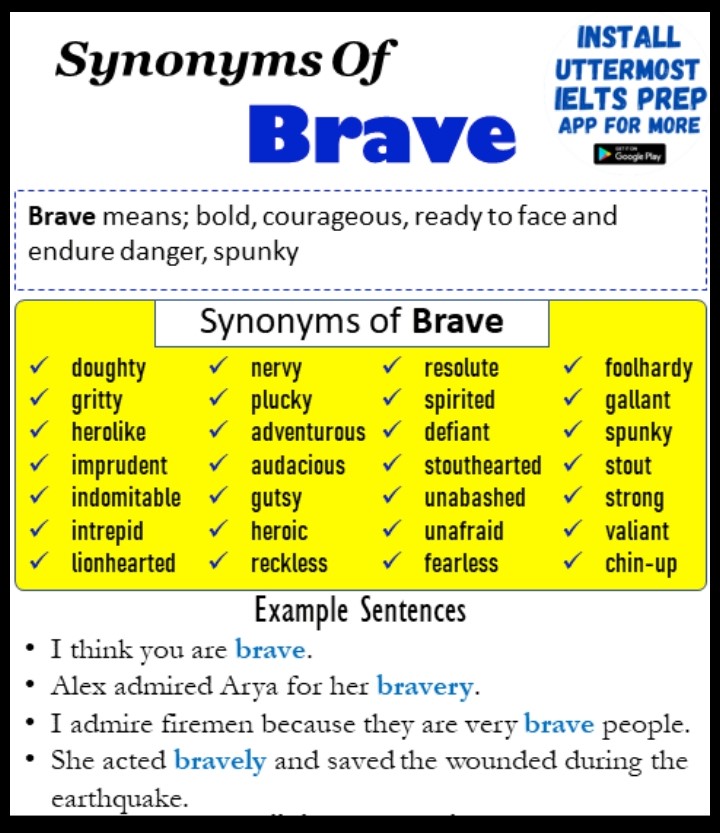 Synonyms Of
Brave
INSTALL
UTTERMOST
IELTS PREP
APP FOR MORE
GET IT ON
Google Play
Brave means; bold, courageous, ready to face and
endure danger, spunky
Synonyms of Brave
✓ doughty ✓ nervy ✓ resolute ✓ foolhardy
✓ gritty ✓ plucky ✓ spirited ✓ gallant
✓ herolike ✓ adventurous ✓ defiant ✓ spunky
✓ imprudent ✓ audacious ✓ stouthearted ✓ stout
✓ indomitable ✓ gutsy ✓ unabashed ✓ strong
✓ intrepid ✓ heroic ✓ unafraid ✓ valiant
✓ lionhearted ✓ reckless ✓ fearless ✓ chin-up
Example Sentences
• I think you are brave.
• Alex admired Arya for her bravery.
• I admire firemen because they are very brave people.
• She acted bravely and saved the wounded during the
earthquake.